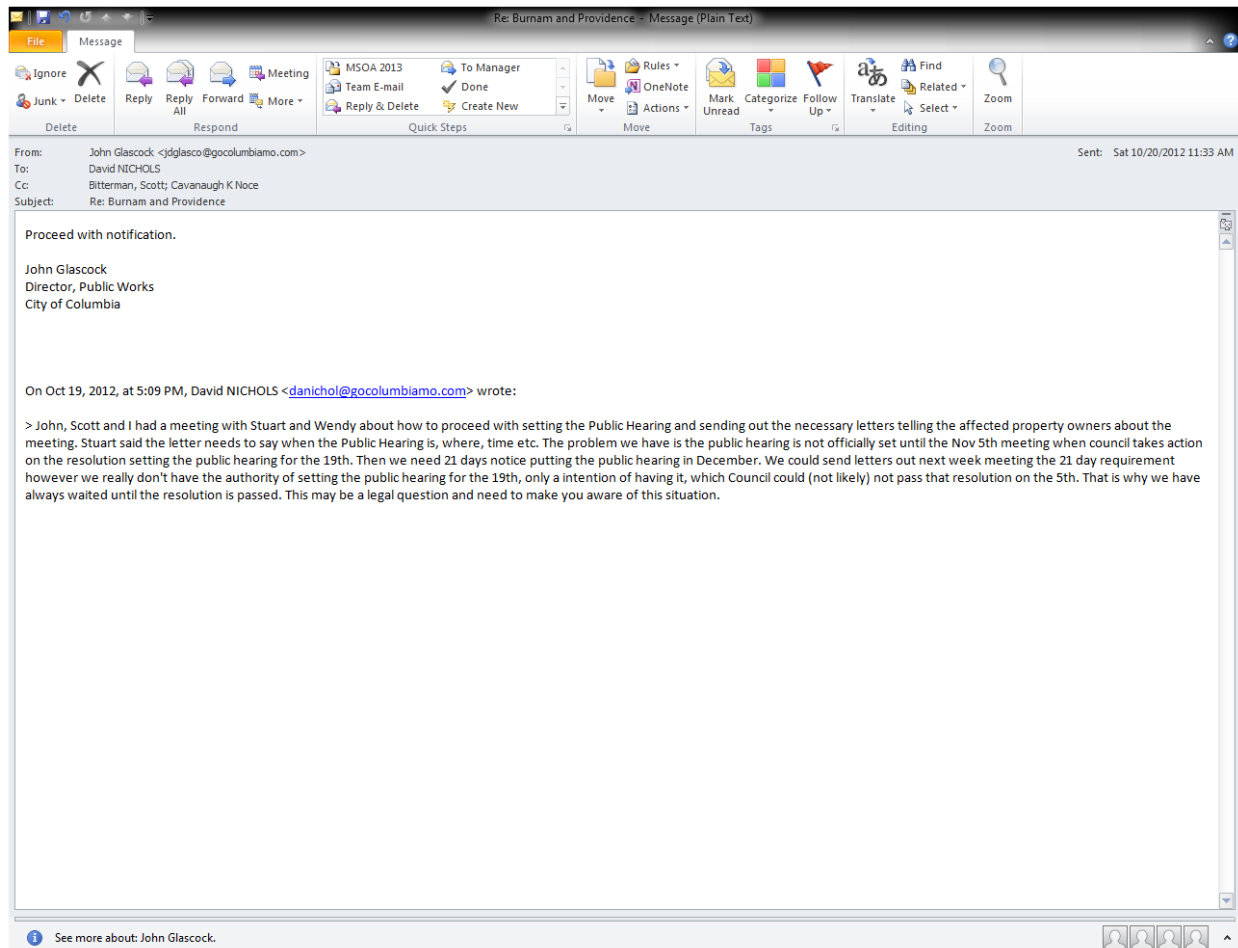 Re: Burnam and Providence - Message (Plain Text)
File Message
Ignore
Junk
Delete
Delete
Reply
Reply All
Forward
Meeting
More
Respond
MSOA 2013
Team E-mail
Reply & Delete
To Manager
Done
Create New
Quick Steps
Move
Rules
OneNote
Actions
Move
Mark Unread
Categorize
Follow Up
Tags
Translate
Find
Related
Select
Editing
Zoom
Zoom
From: John Glascock <jdglasco@gocolumbiamo.com> Sent: Sat 10/20/2012 11:33 AM
To: David NICHOLS
Cc: Bitterman, Scott; Cavanaugh K Noce
Subject: Re: Burnam and Providence
Proceed with notification.
John Glascock
Director, Public Works
City of Columbia
On Oct 19, 2012, at 5:09 PM, David NICHOLS <danichol@gocolumbiamo.com> wrote:
> John, Scott and I had a meeting with Stuart and Wendy about how to proceed with setting the Public Hearing and sending out the necessary letters telling the affected property owners about the
meeting. Stuart said the letter needs to say when the Public Hearing is, where, time etc. The problem we have is the public hearing is not officially set until the Nov 5th meeting when council takes action
on the resolution setting the public hearing for the 19th. Then we need 21 days notice putting the public hearing in December. We could send letters out next week meeting the 21 day requirement
however we really don't have the authority of setting the public hearing for the 19th, only a intention of having it, which Council could (not likely) not pass that resolution on the 5th. That is why we have
always waited until the resolution is passed. This may be a legal question and need to make you aware of this situation.
See more about: John Glascock.